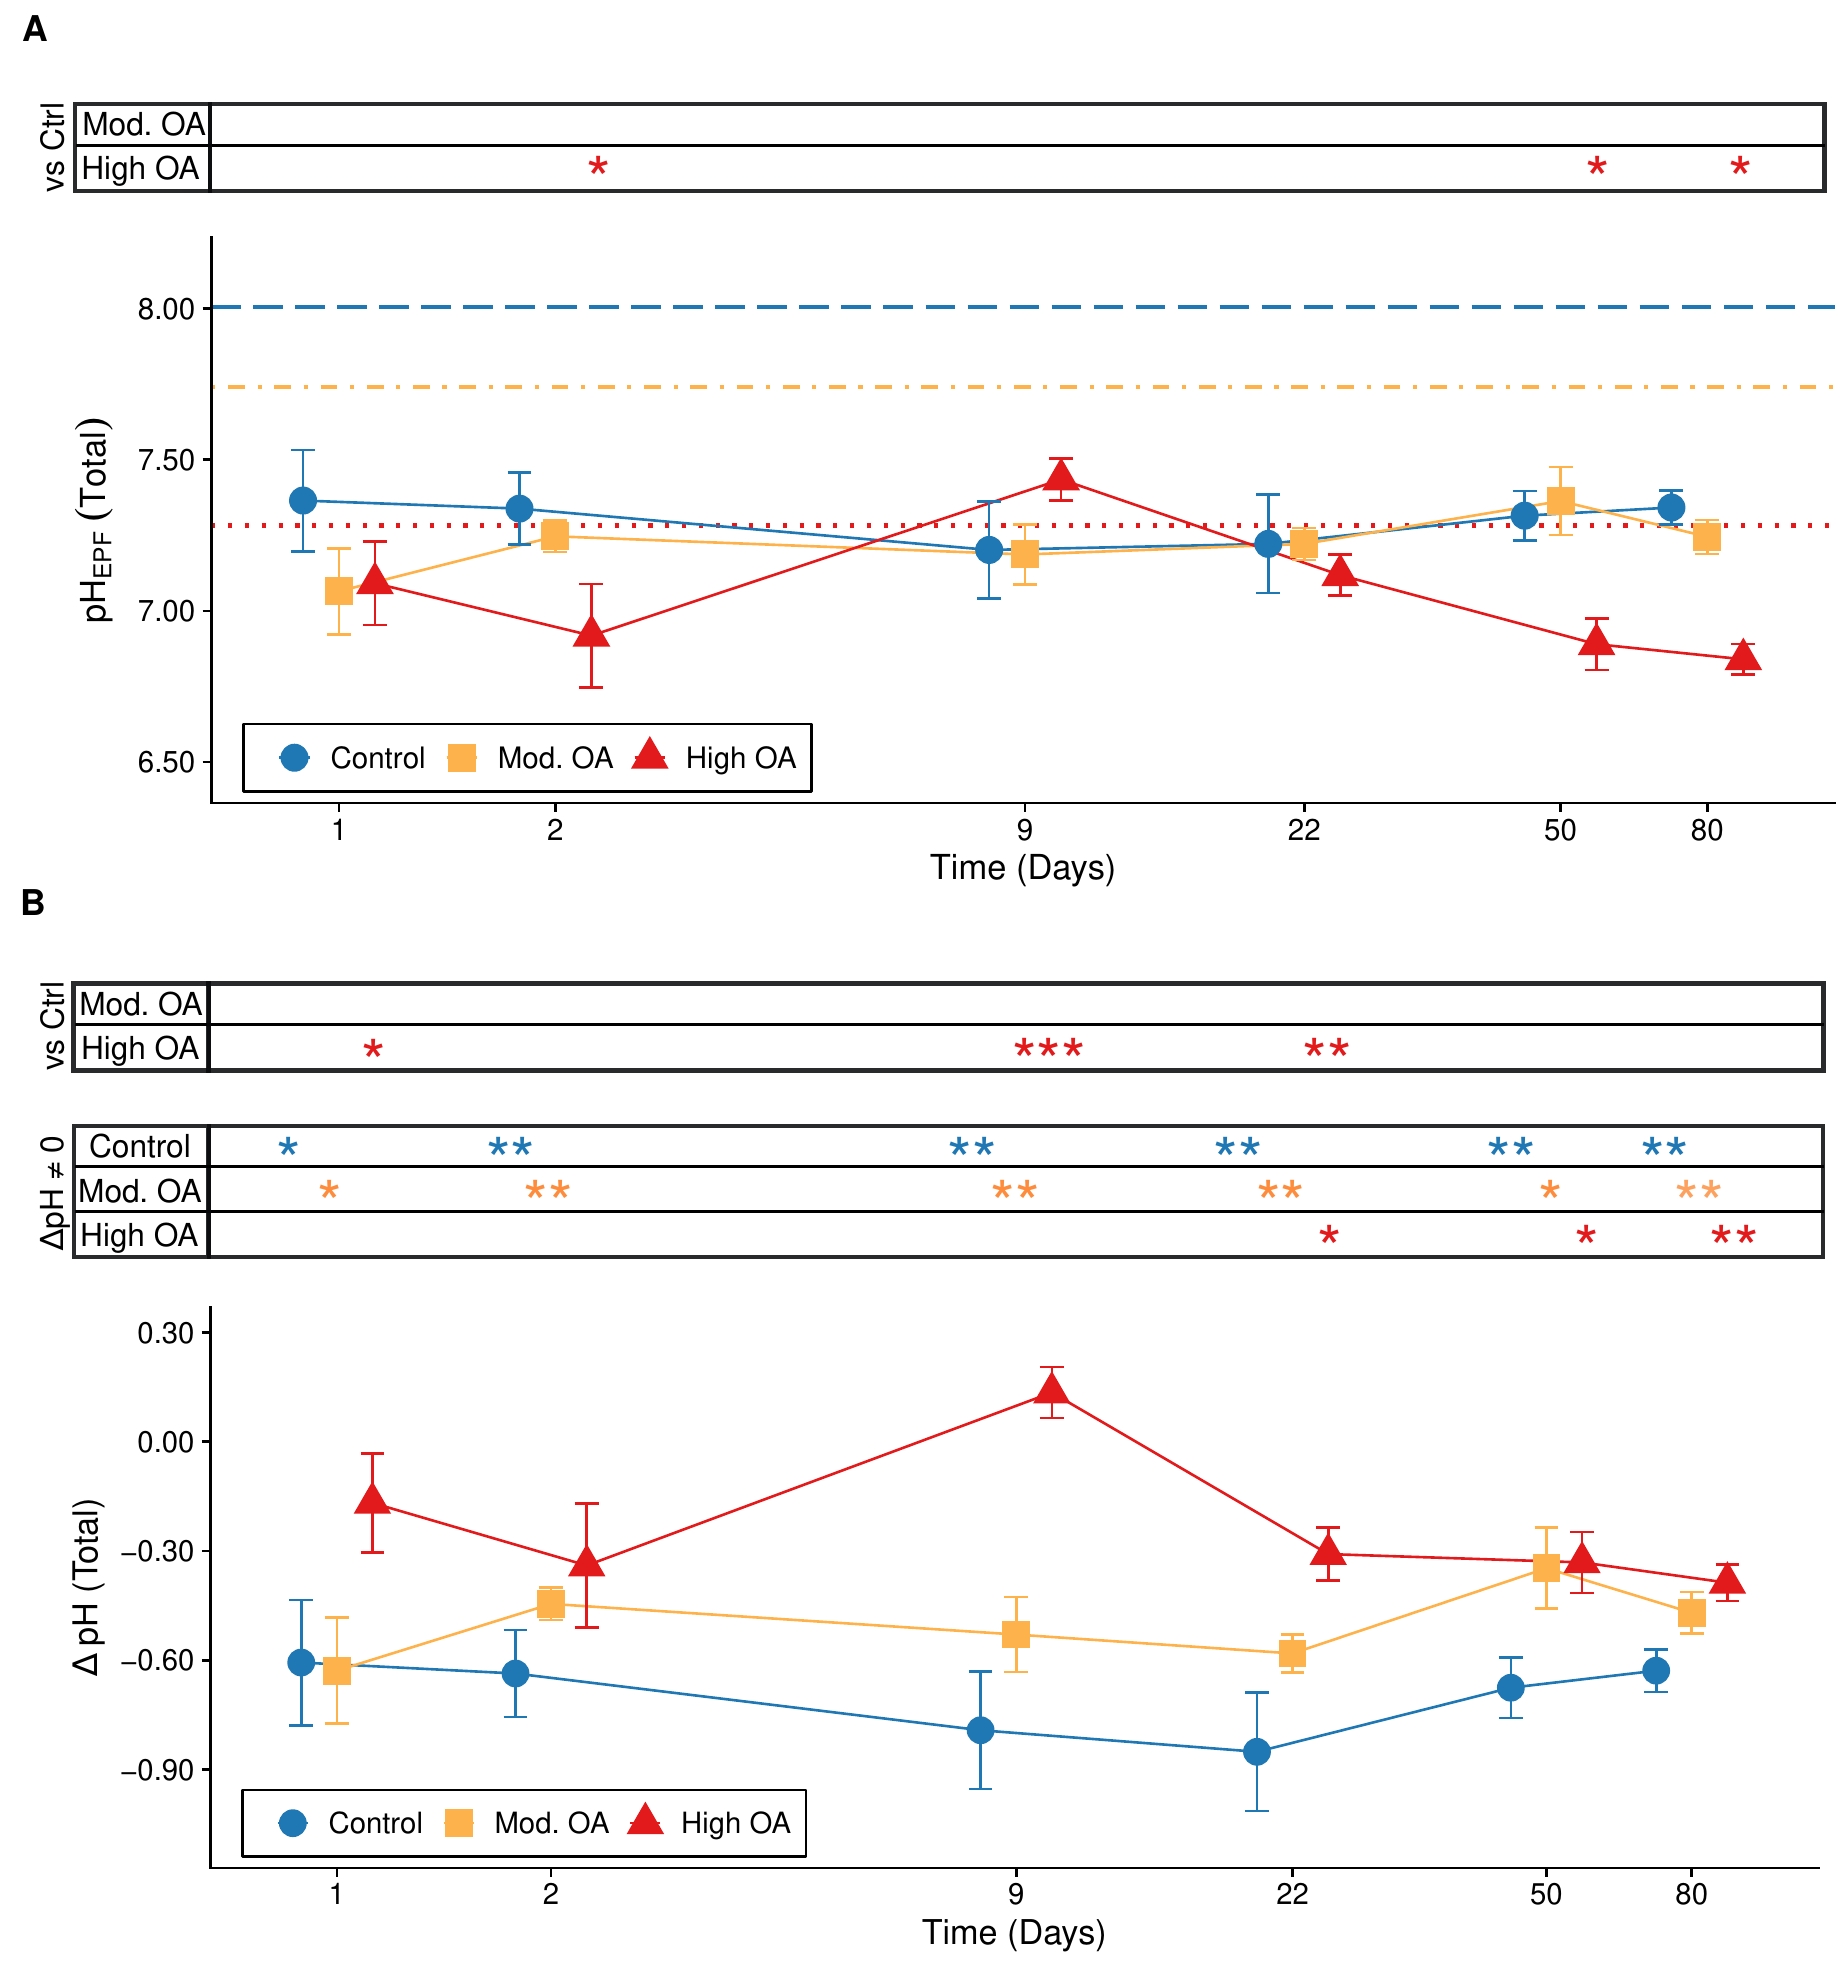 A
vs Ctrl
Mod. OA
High OA * * *
pHEPF (Total)
8.00
7.50
7.00
6.50
Control Mod. OA High OA
1 2 9 22 50 80
Time (Days)
B
vs Ctrl
Mod. OA
High OA * *** **
ΔpH ≠ 0
Control * ** ** ** ** **
Mod. OA * ** ** ** * **
High OA * * **
Δ pH (Total)
0.30
0.00
−0.30
−0.60
−0.90
Control Mod. OA High OA
1 2 9 22 50 80
Time (Days)